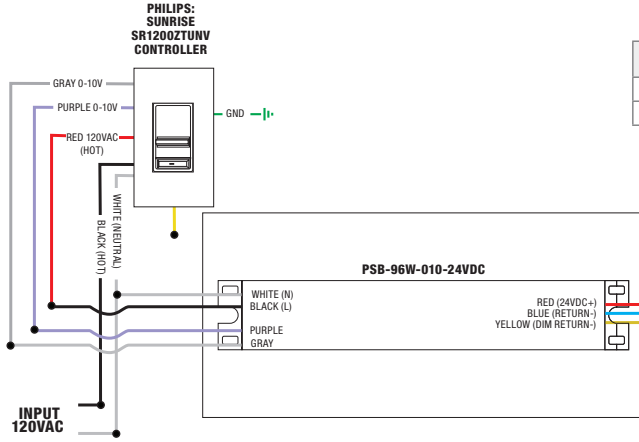 PHILIPS:
SUNRISE
SR1200ZTUNV
CONTROLLER
GRAY 0-10V
PURPLE 0-10V
RED 120VAC
(HOT)
GND
WHITE (NEUTRAL)
BLACK (HOT)
PSB-96W-010-24VDC
WHITE (N)
BLACK (L)
PURPLE
GRAY
RED (24VDC+)
BLUE (RETURN-)
YELLOW (DIM RETURN-)
INPUT
120VAC